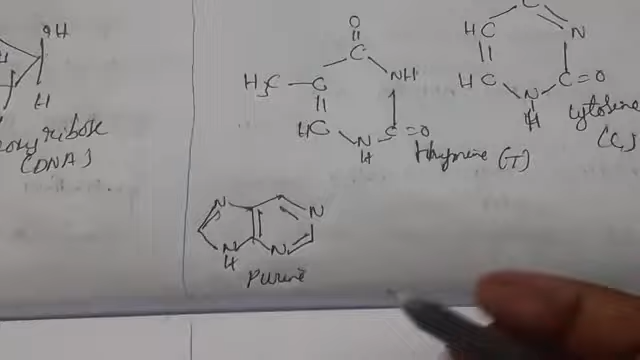 OH
H
H
oxyribose
(DNA)
O
C
H3C
C
NH
HC
C=O
N
H
Thymine (T)
C
HC
N
HC
C=O
N
H
Cytosine
(C)
N
N
N
H
N
Purine